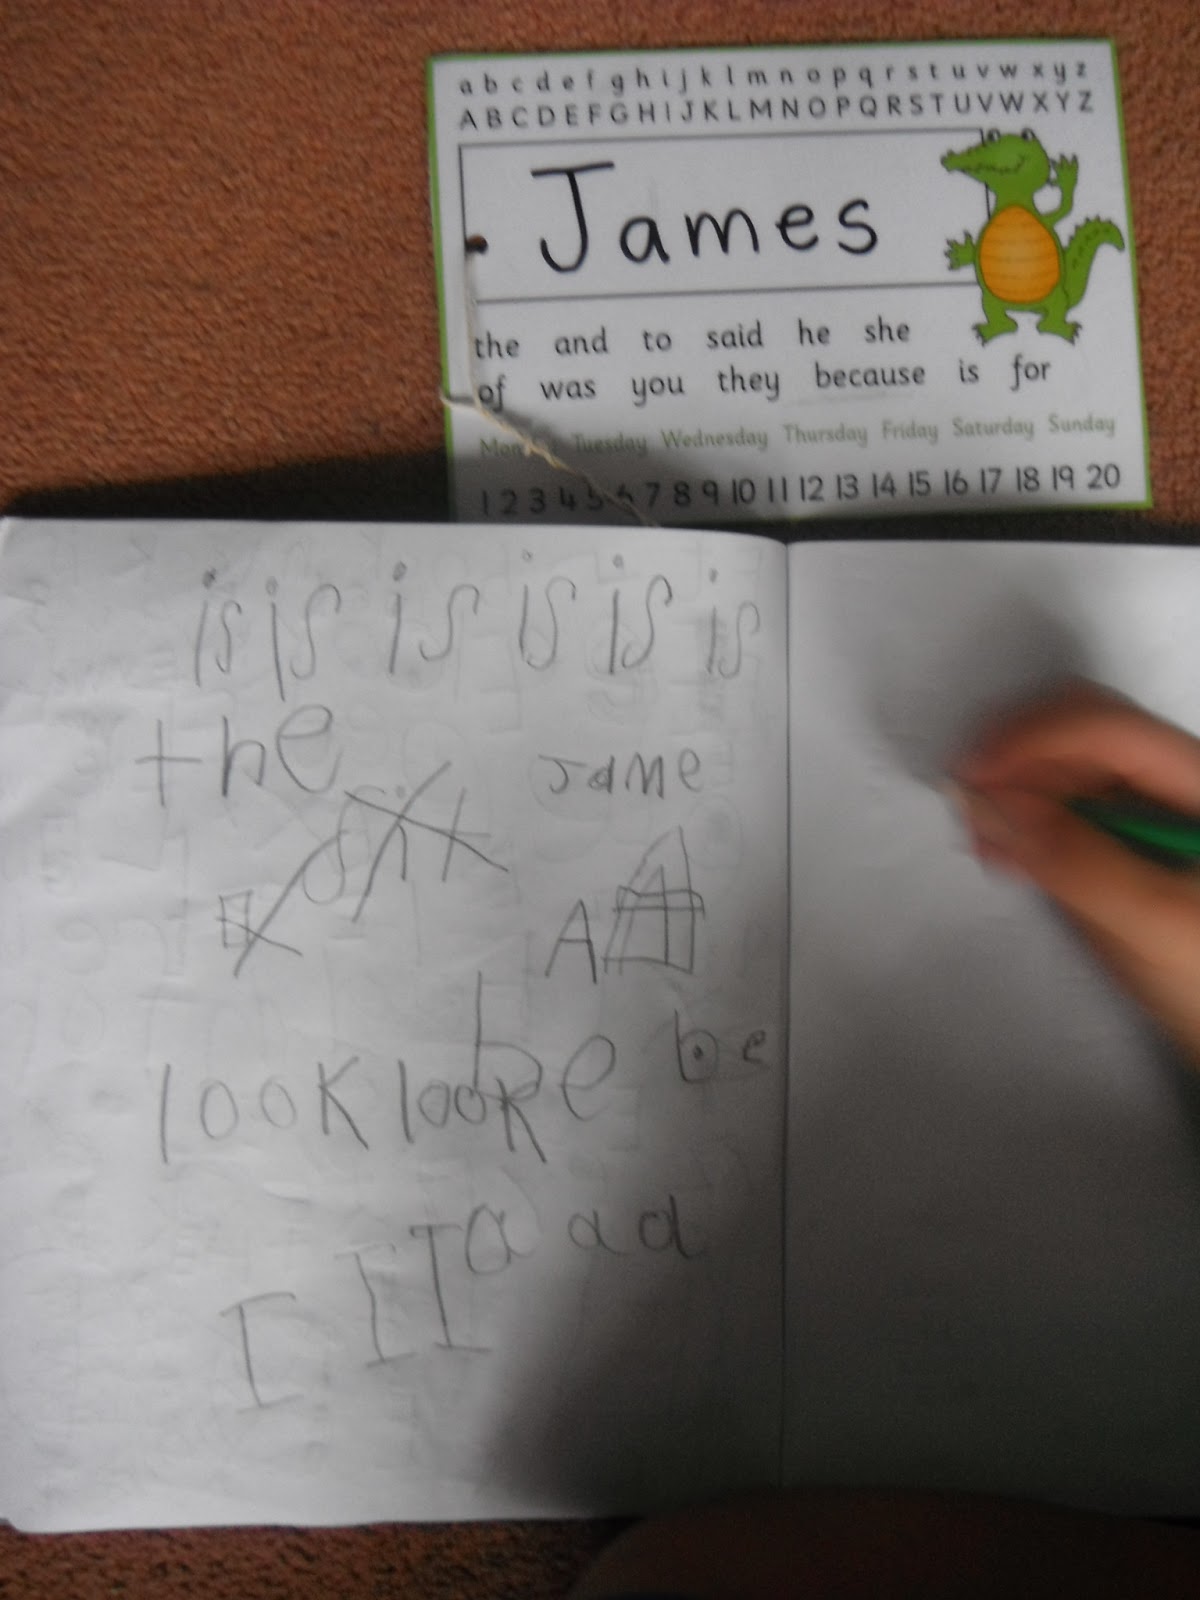 a b c d e f g h i j k l m n o p q r s t u v w x y z
A B C D E F G H I J K L M N O P Q R S T U V W X Y Z
James
the and to said he she
of was you they because is for
Monday Tuesday Wednesday Thursday Friday Saturday Sunday
1 2 3 4 5 6 7 8 9 10 11 12 13 14 15 16 17 18 19 20
is is is is is is
the
Jame
A
be be
look look
a a a
I I I